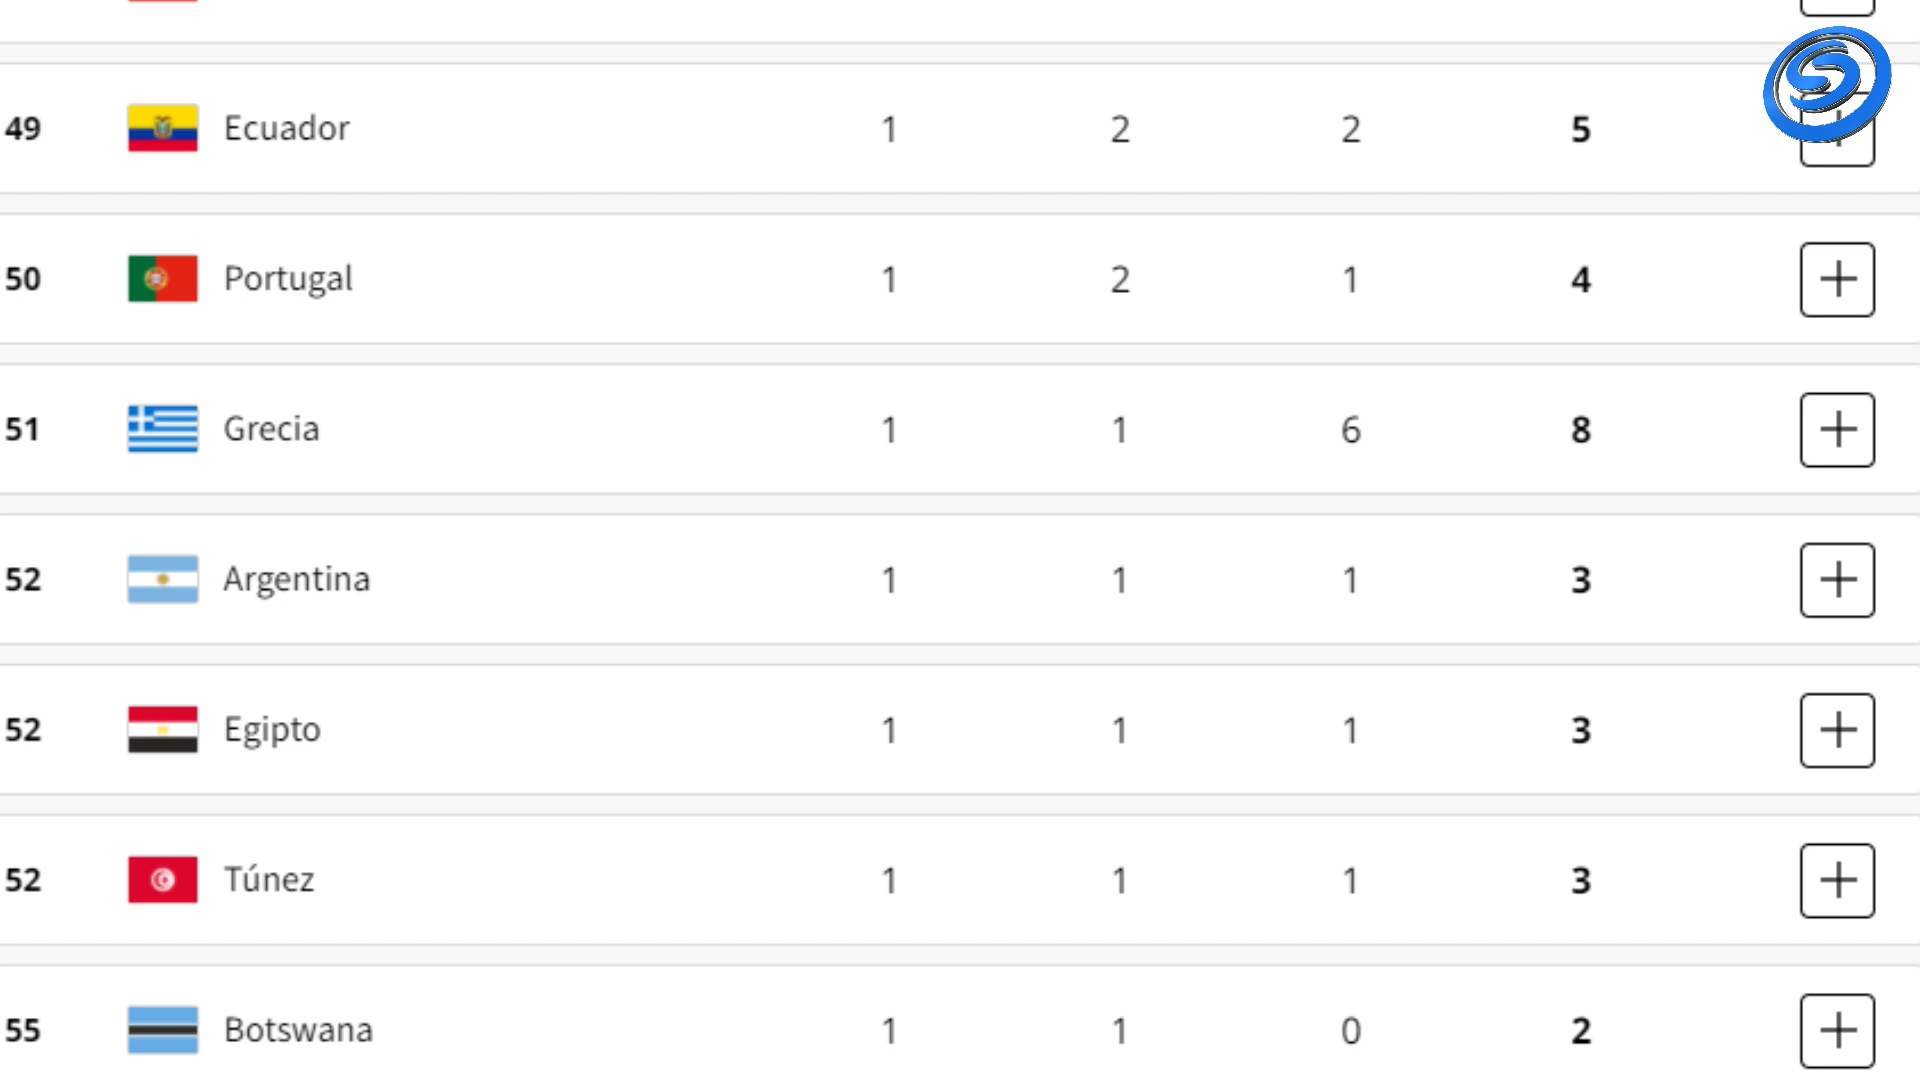 49 Ecuador 1 2 2 5
50 Portugal 1 2 1 4
51 Grecia 1 1 6 8
52 Argentina 1 1 1 3
52 Egipto 1 1 1 3
52 Túnez 1 1 1 3
55 Botswana 1 1 0 2